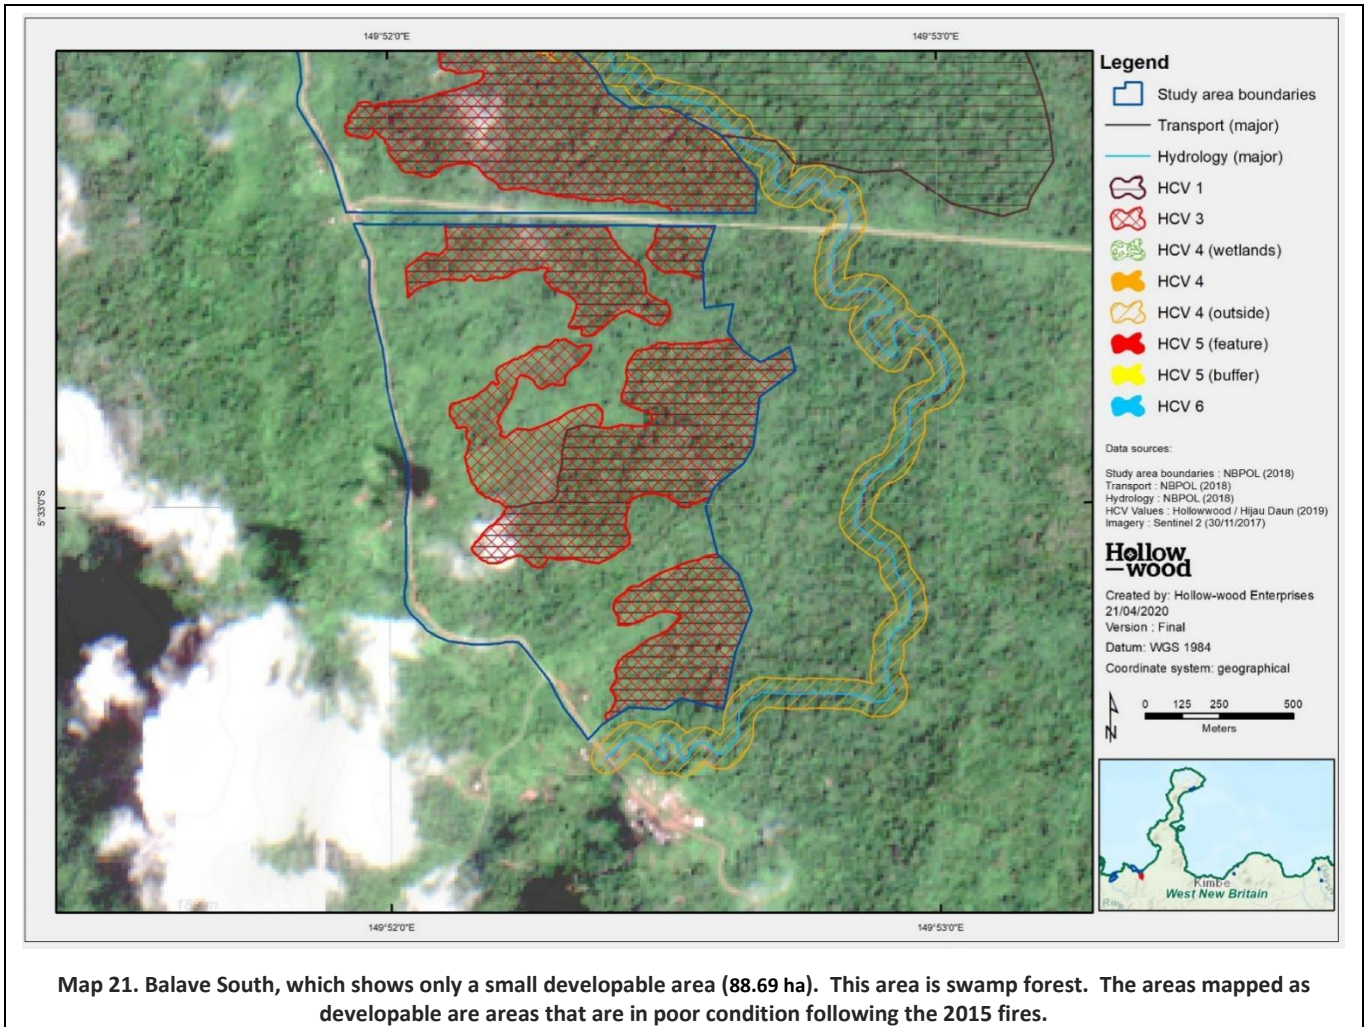 149°52'0"E
149°53'0"E
5°33'0"S
149°52'0"E
149°53'0"E
Legend
Study area boundaries
Transport (major)
Hydrology (major)
HCV 1
HCV 3
HCV 4 (wetlands)
HCV 4
HCV 4 (outside)
HCV 5 (feature)
HCV 5 (buffer)
HCV 6
Data sources:
Study area boundaries : NBPOL (2018)
Transport : NBPOL (2018)
Hydrology : NBPOL (2018)
HCV Values : Hollowwood / Hijau Daun (2019)
Imagery : Sentinel 2 (30/11/2017)
Hollow
—wood
Created by: Hollow-wood Enterprises
21/04/2020
Version : Final
Datum: WGS 1984
Coordinate system: geographical
N
0 125 250 500
Meters
Kimbe
West New Britain
Map 21. Balave South, which shows only a small developable area (88.69 ha). This area is swamp forest. The areas mapped as
developable are areas that are in poor condition following the 2015 fires.